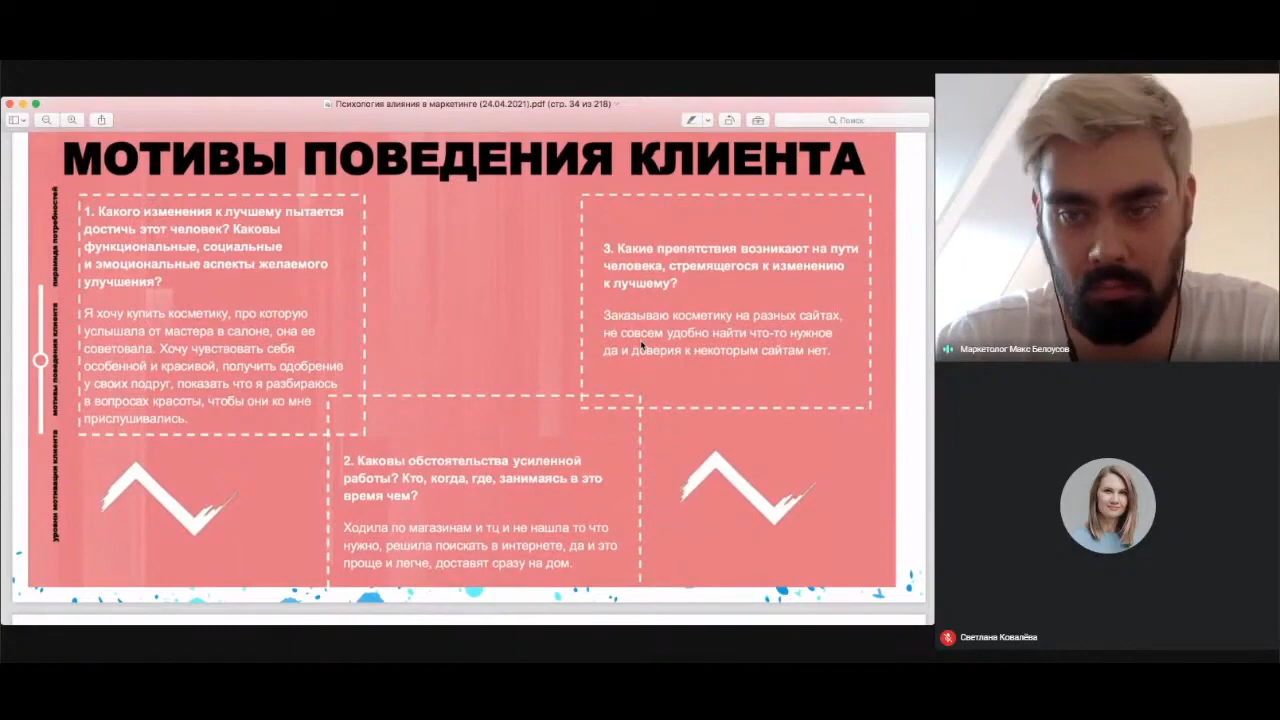 Психология влияния в маркетинге (24.04.2021).pdf (стр. 34 из 218)
Поиск
МОТИВЫ ПОВЕДЕНИЯ КЛИЕНТА
пирамида потребностей
мотивы поведения клиента
уровни мотивации клиента
1. Какого изменения к лучшему пытается
достичь этот человек? Каковы
функциональные, социальные
и эмоциональные аспекты желаемого
улучшения?
Я хочу купить косметику, про которую
услышала от мастера в салоне, она ее
советовала. Хочу чувствовать себя
особенной и красивой, получить одобрение
у своих подруг, показать что я разбираюсь
в вопросах красоты, чтобы они ко мне
прислушивались.
2. Каковы обстоятельства усиленной
работы? Кто, когда, где, занимаясь в это
время чем?
Ходила по магазинам и тц и не нашла то что
нужно, решила поискать в интернете, да и это
проще и легче, доставят сразу на дом.
3. Какие препятствия возникают на пути
человека, стремящегося к изменению
к лучшему?
Заказываю косметику на разных сайтах,
не совсем удобно найти что-то нужное
да и доверия к некоторым сайтам нет.
Маркетолог Макс Белоусов
Светлана Ковалёва